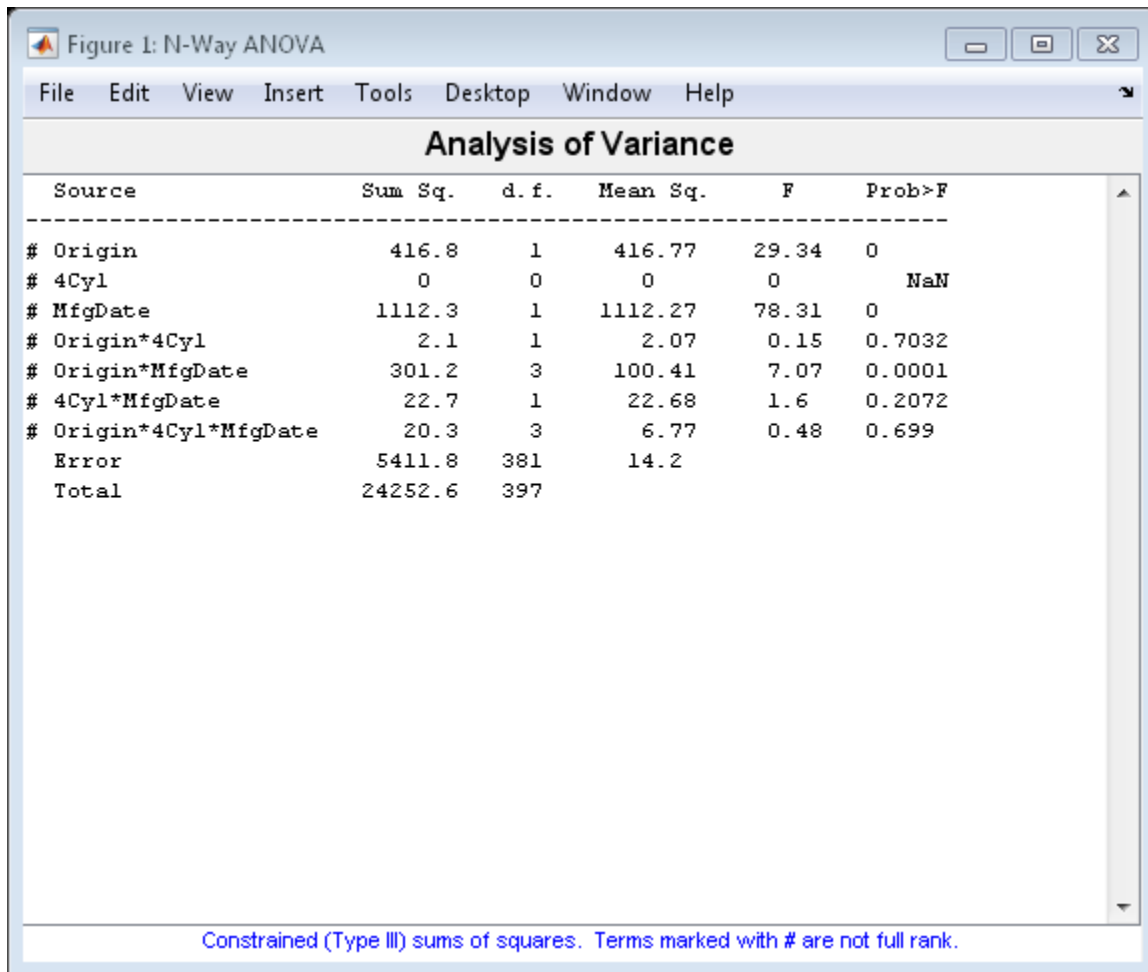 Figure 1: N-Way ANOVA
File Edit View Insert Tools Desktop Window Help
Analysis of Variance
Source Sum Sq. d.f. Mean Sq. F Prob>F
# Origin 416.8 1 416.77 29.34 0
# 4Cyl 0 0 0 0 NaN
# MfgDate 1112.3 1 1112.27 78.31 0
# Origin*4Cyl 2.1 1 2.07 0.15 0.7032
# Origin*MfgDate 301.2 3 100.41 7.07 0.0001
# 4Cyl*MfgDate 22.7 1 22.68 1.6 0.2072
# Origin*4Cyl*MfgDate 20.3 3 6.77 0.48 0.699
Error 5411.8 381 14.2
Total 24252.6 397
Constrained (Type III) sums of squares. Terms marked with # are not full rank.